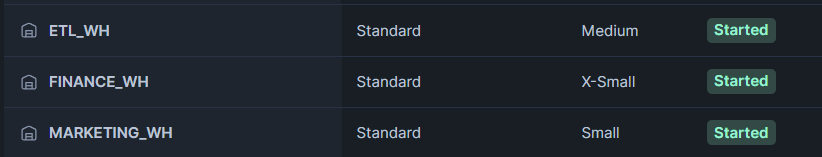 ETL_WH Standard Medium Started
FINANCE_WH Standard X-Small Started
MARKETING_WH Standard Small Started